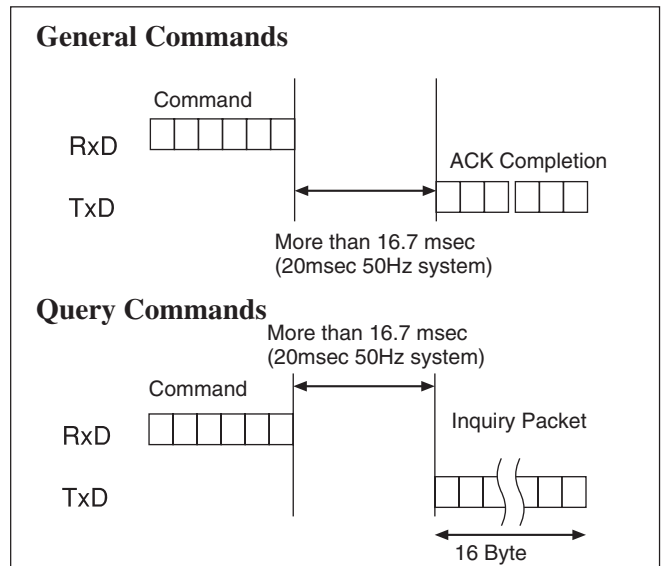 General Commands
Command
RxD
ACK Completion
TxD
More than 16.7 msec
(20msec 50Hz system)
Query Commands
More than 16.7 msec
(20msec 50Hz system)
Command
Inquiry Packet
RxD
TxD
16 Byte